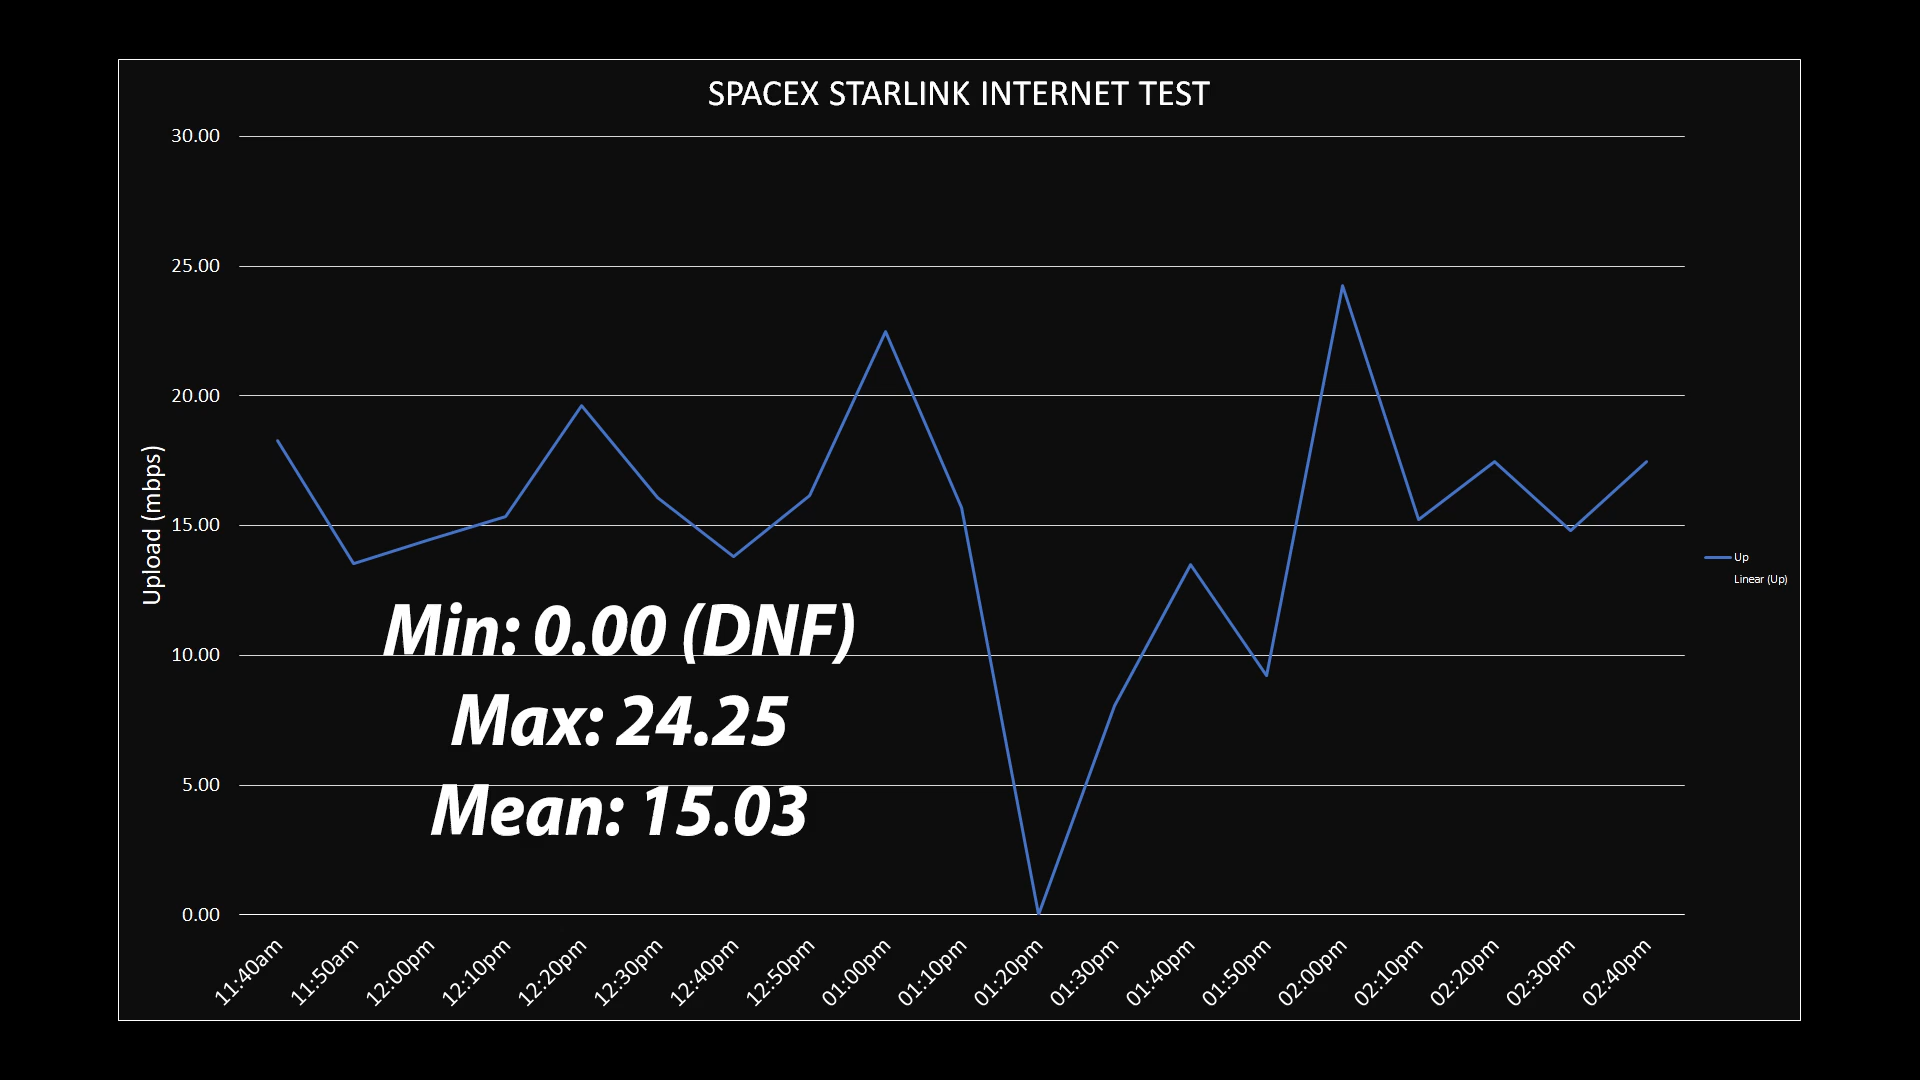 SPACEX STARLINK INTERNET TEST
30.00
25.00
20.00
15.00
10.00
5.00
0.00
Upload (mbps)
Min: 0.00 (DNF)
Max: 24.25
Mean: 15.03
Up
Linear (Up)
11:40am
11:50am
12:00pm
12:10pm
12:20pm
12:30pm
12:40pm
12:50pm
01:00pm
01:10pm
01:20pm
01:30pm
01:40pm
01:50pm
02:00pm
02:10pm
02:20pm
02:30pm
02:40pm